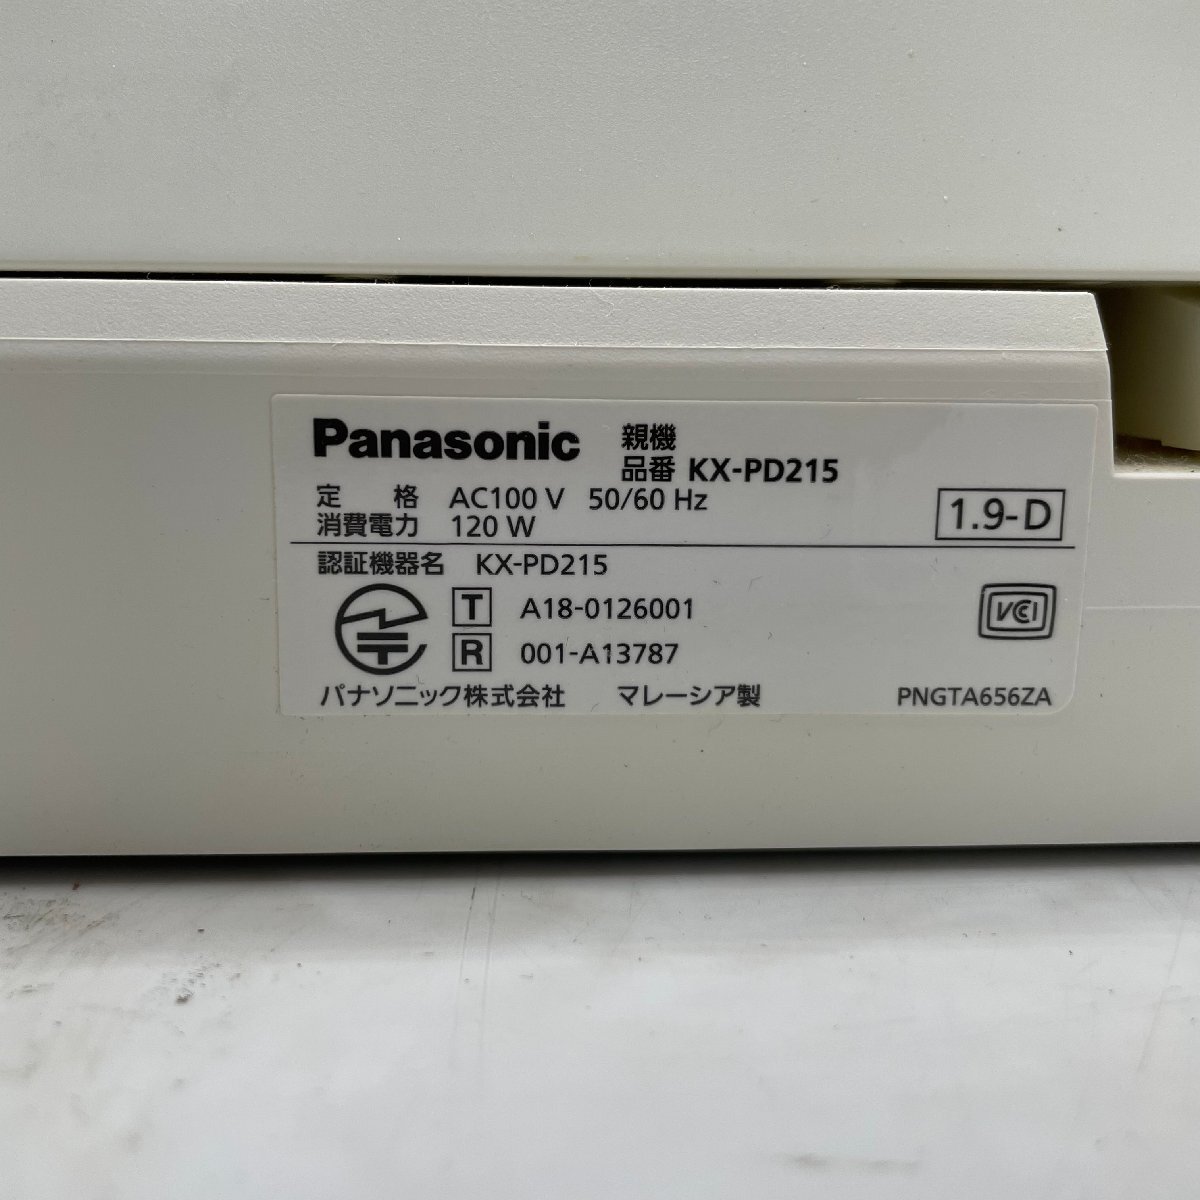 Panasonic 親機
品番 KX-PD215
定 格 AC100 V 50/60 Hz
消費電力 120 W
1.9-D
認証機器名 KX-PD215
T A18-0126001
R 001-A13787
VCI
パナソニック株式会社 マレーシア製 PNGTA656ZA